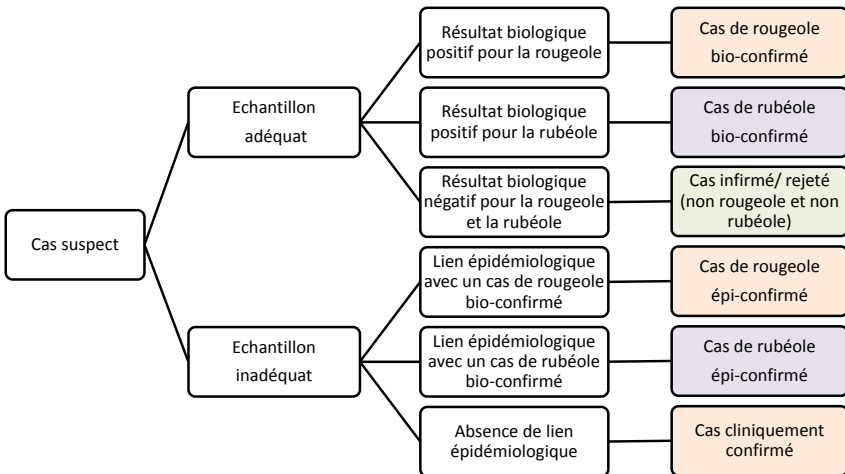 Cas suspect
Echantillon
adéquat
Résultat biologique
positif pour la rougeole
Cas de rougeole
bio-confirmé
Résultat biologique
positif pour la rubéole
Cas de rubéole
bio-confirmé
Résultat biologique
négatif pour la rougeole
et la rubéole
Cas infirmé/ rejeté
(non rougeole et non
rubéole)
Echantillon
inadéquat
Lien épidémiologique
avec un cas de rougeole
bio-confirmé
Cas de rougeole
épi-confirmé
Lien épidémiologique
avec un cas de rubéole
bio-confirmé
Cas de rubéole
épi-confirmé
Absence de lien
épidémiologique
Cas cliniquement
confirmé